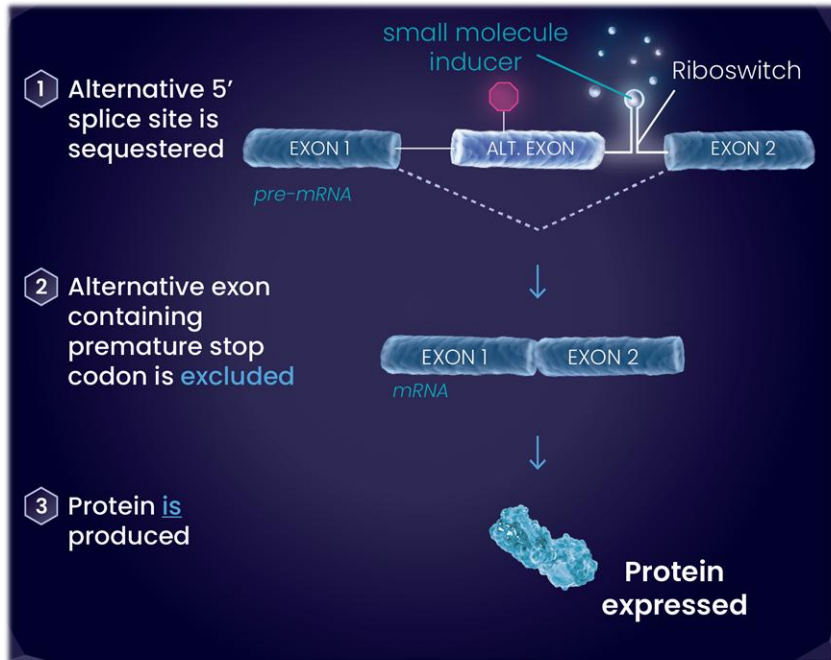 small molecule
inducer
Riboswitch
1 Alternative 5’
splice site is
sequestered
EXON 1
ALT. EXON
EXON 2
pre-mRNA
2 Alternative exon
containing
premature stop
codon is excluded
EXON 1
EXON 2
mRNA
3 Protein is
produced
Protein
expressed